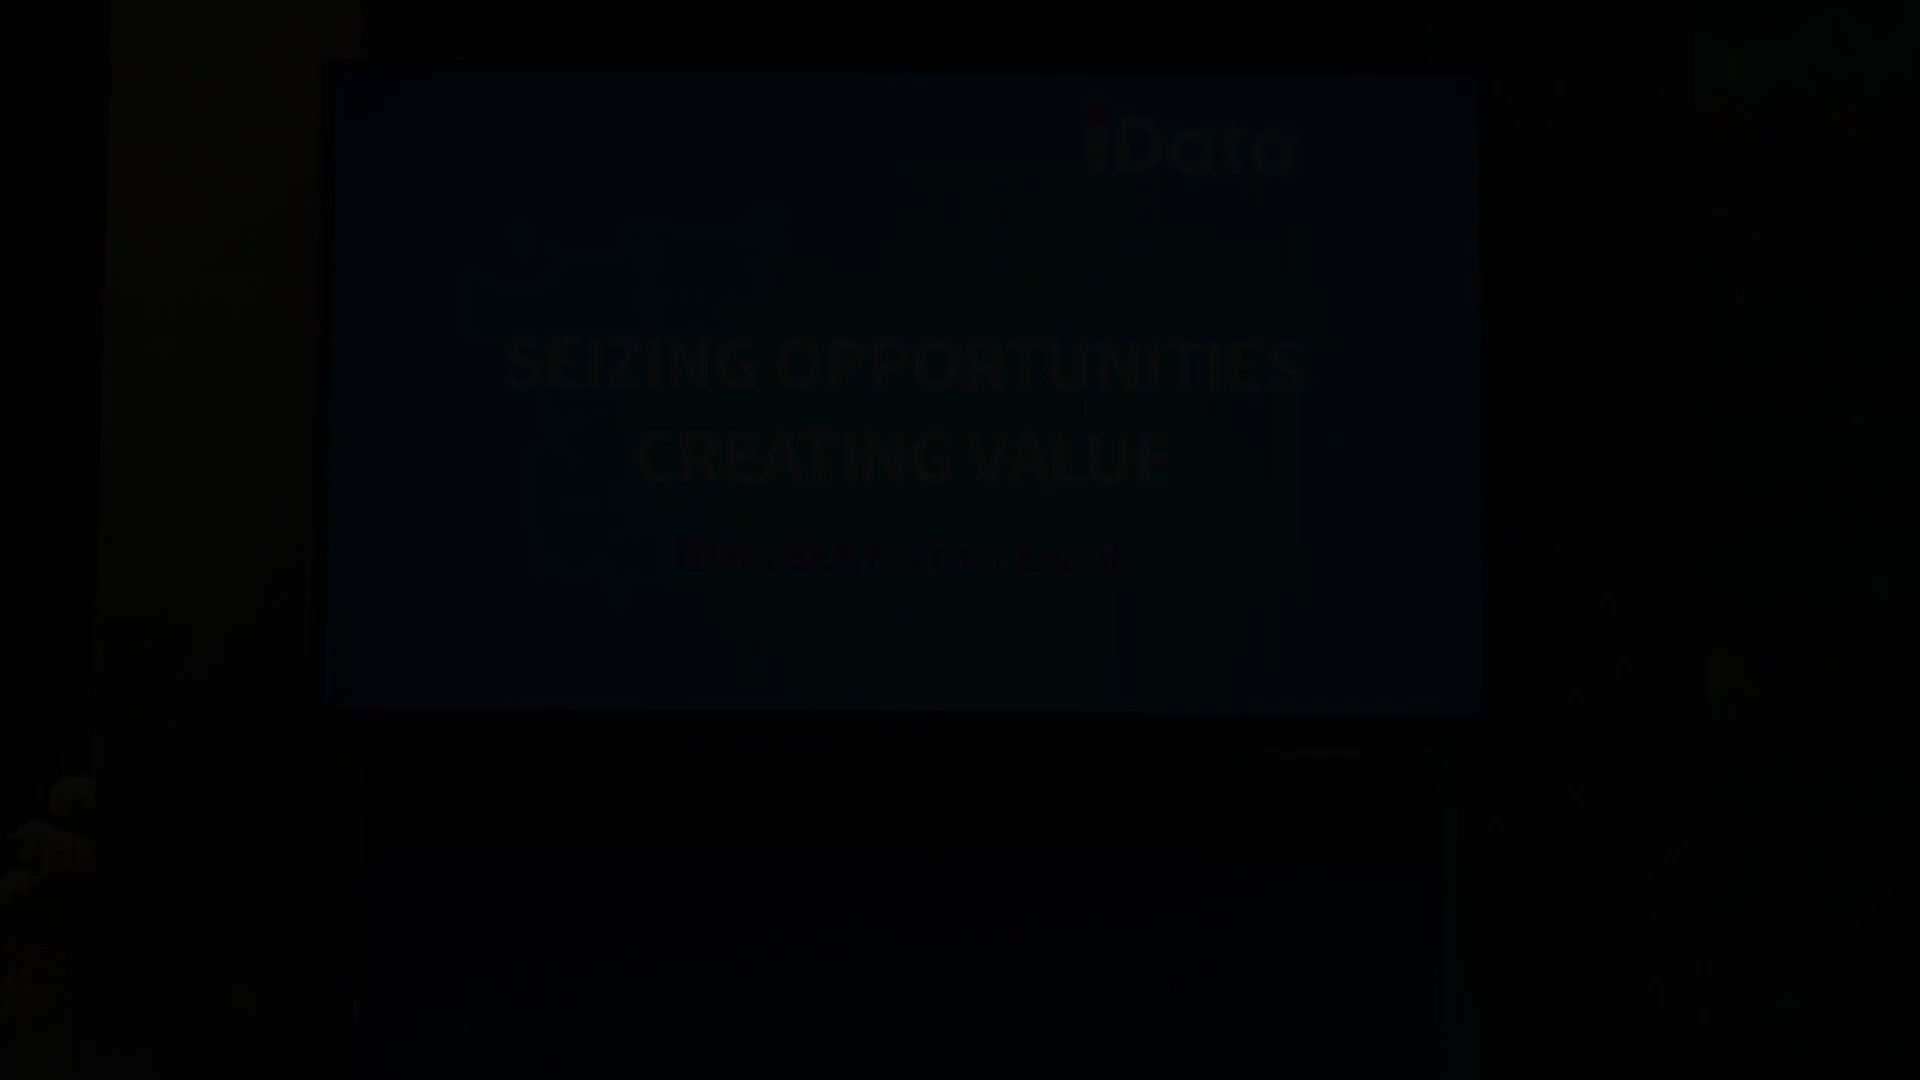 iData
SEIZING OPPORTUNITIES
CREATING VALUE
iData SEA Partner Event